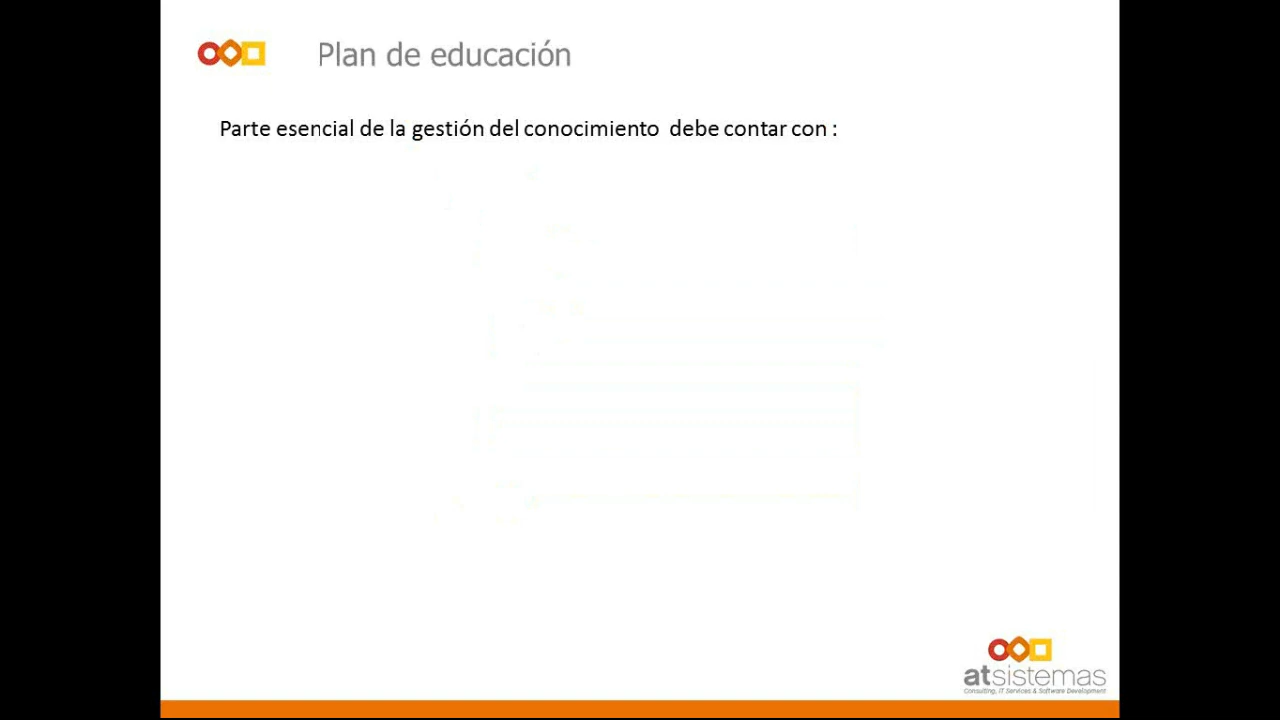 Plan de educación
Parte esencial de la gestión del conocimiento debe contar con :
atsistemas
Consulting, IT Services & Software Development